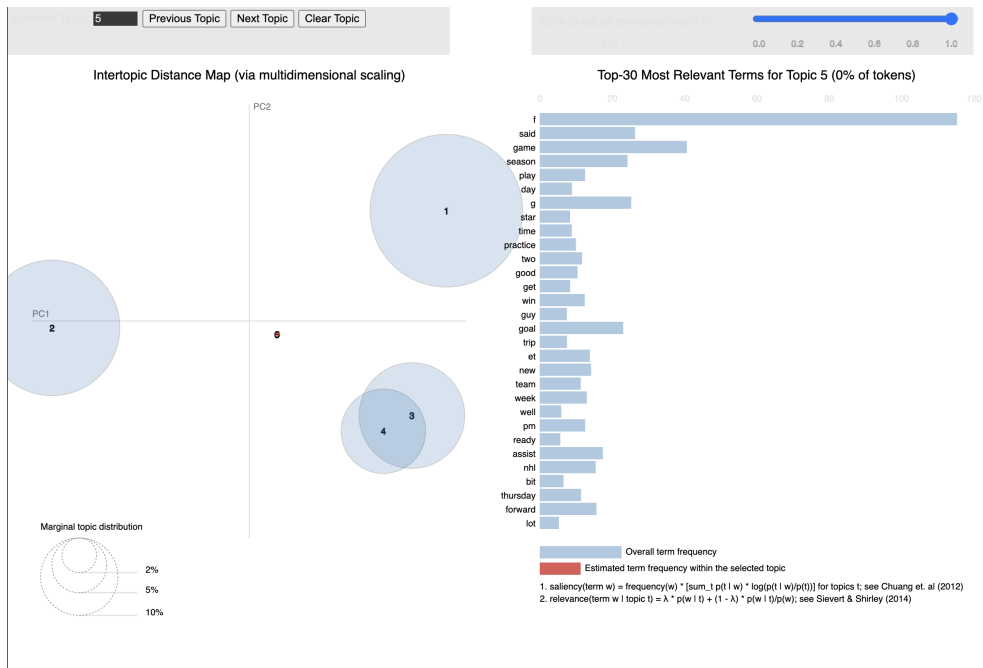 5 Previous Topic Next Topic Clear Topic
0.0 0.2 0.4 0.6 0.8 1.0
Intertopic Distance Map (via multidimensional scaling)
PC2
PC1
1
2
5
3
4
Marginal topic distribution
2%
5%
10%
Top-30 Most Relevant Terms for Topic 5 (0% of tokens)
0 20 40 60 80 100 120
f
said
game
season
play
day
g
star
time
practice
two
good
get
win
guy
goal
trip
et
new
team
week
well
pm
ready
assist
nhl
bit
thursday
forward
lot
Overall term frequency
Estimated term frequency within the selected topic
1. saliency(term w) = frequency(w) * [sum_t p(t | w) * log(p(t | w)/p(t))] for topics t; see Chuang et. al (2012)
2. relevance(term w | topic t) = λ * p(w | t) + (1 - λ) * p(w | t)/p(w); see Sievert & Shirley (2014)